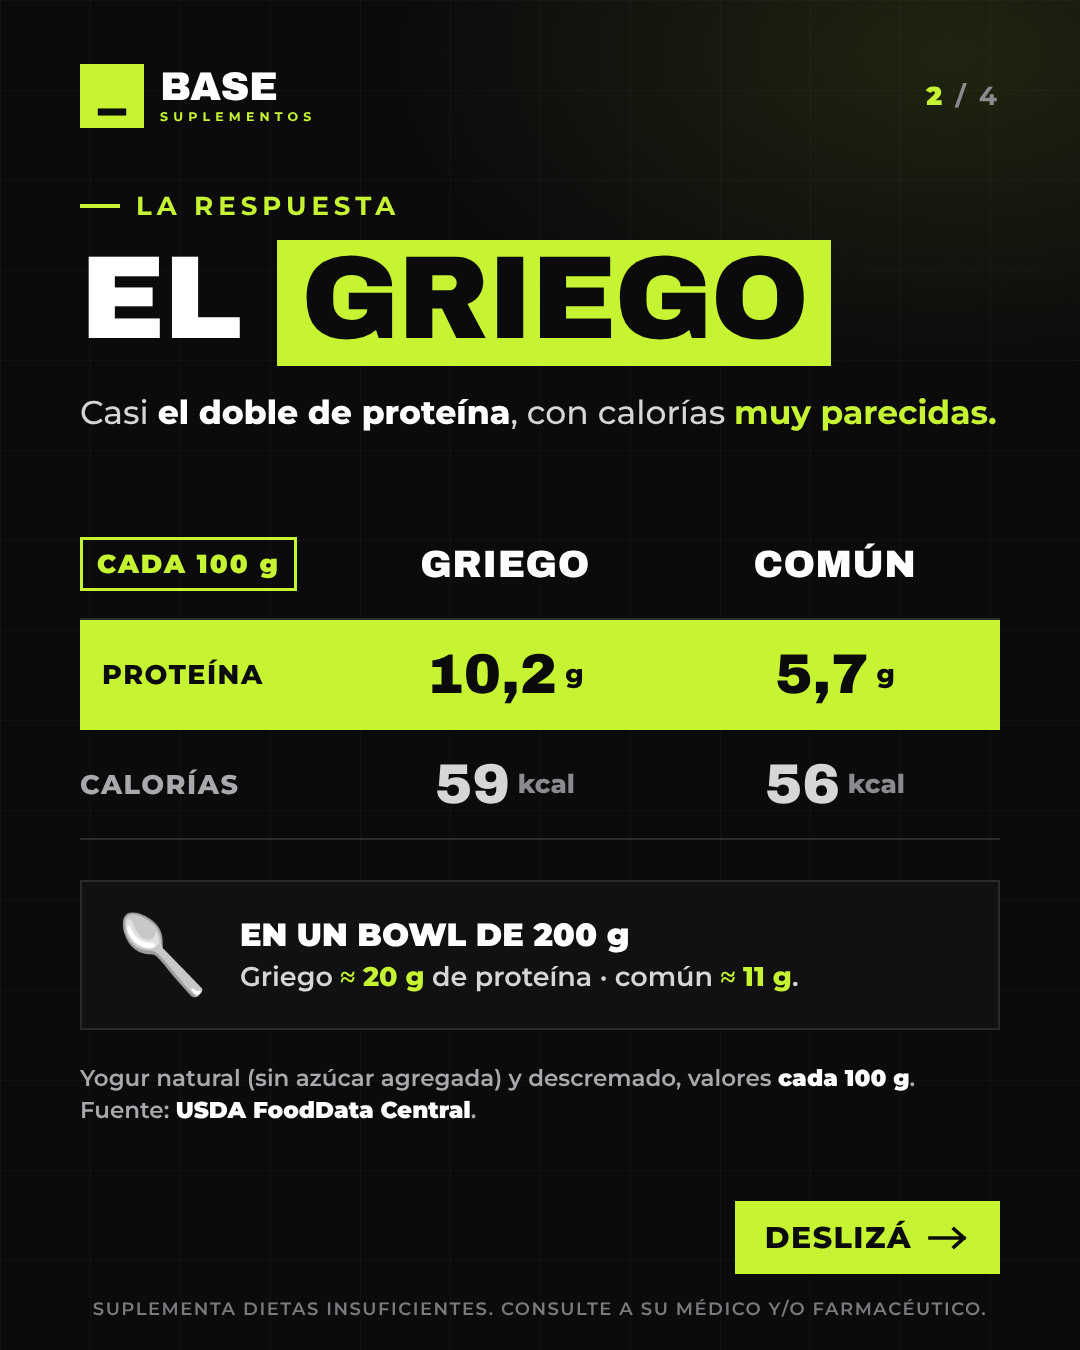 BASE
SUPLEMENTOS
2 / 4
LA RESPUESTA
EL GRIEGO
Casi el doble de proteína, con calorías muy parecidas.
CADA 100 g GRIEGO COMÚN
PROTEÍNA 10,2 g 5,7 g
CALORÍAS 59 kcal 56 kcal
EN UN BOWL DE 200 g
Griego ≈ 20 g de proteína · común ≈ 11 g.
Yogur natural (sin azúcar agregada) y descremado, valores cada 100 g.
Fuente: USDA FoodData Central.
DESLIZÁ →
SUPLEMENTA DIETAS INSUFICIENTES. CONSULTE A SU MÉDICO Y/O FARMACÉUTICO.